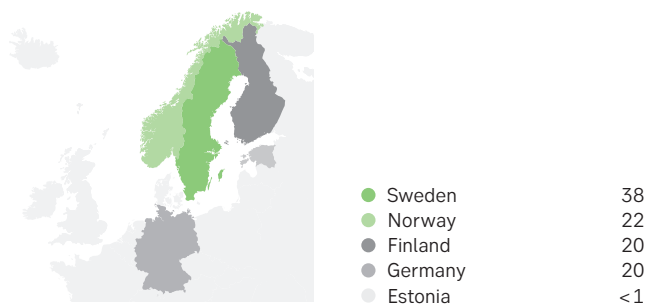 Sweden 38
Norway 22
Finland 20
Germany 20
Estonia <1